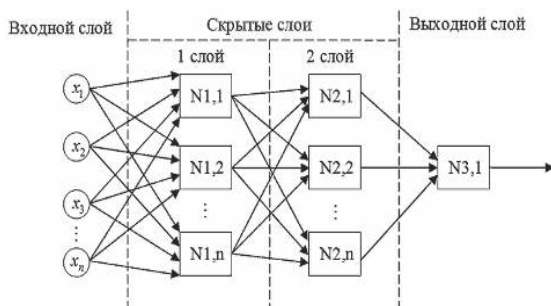 Входной слой
Скрытые слои
Выходной слой
1 слой
2 слой
x1
N1,1
N2,1
x2
N1,2
N2,2
N3,1
x3
⋮
⋮
⋮
xn
N1,n
N2,n